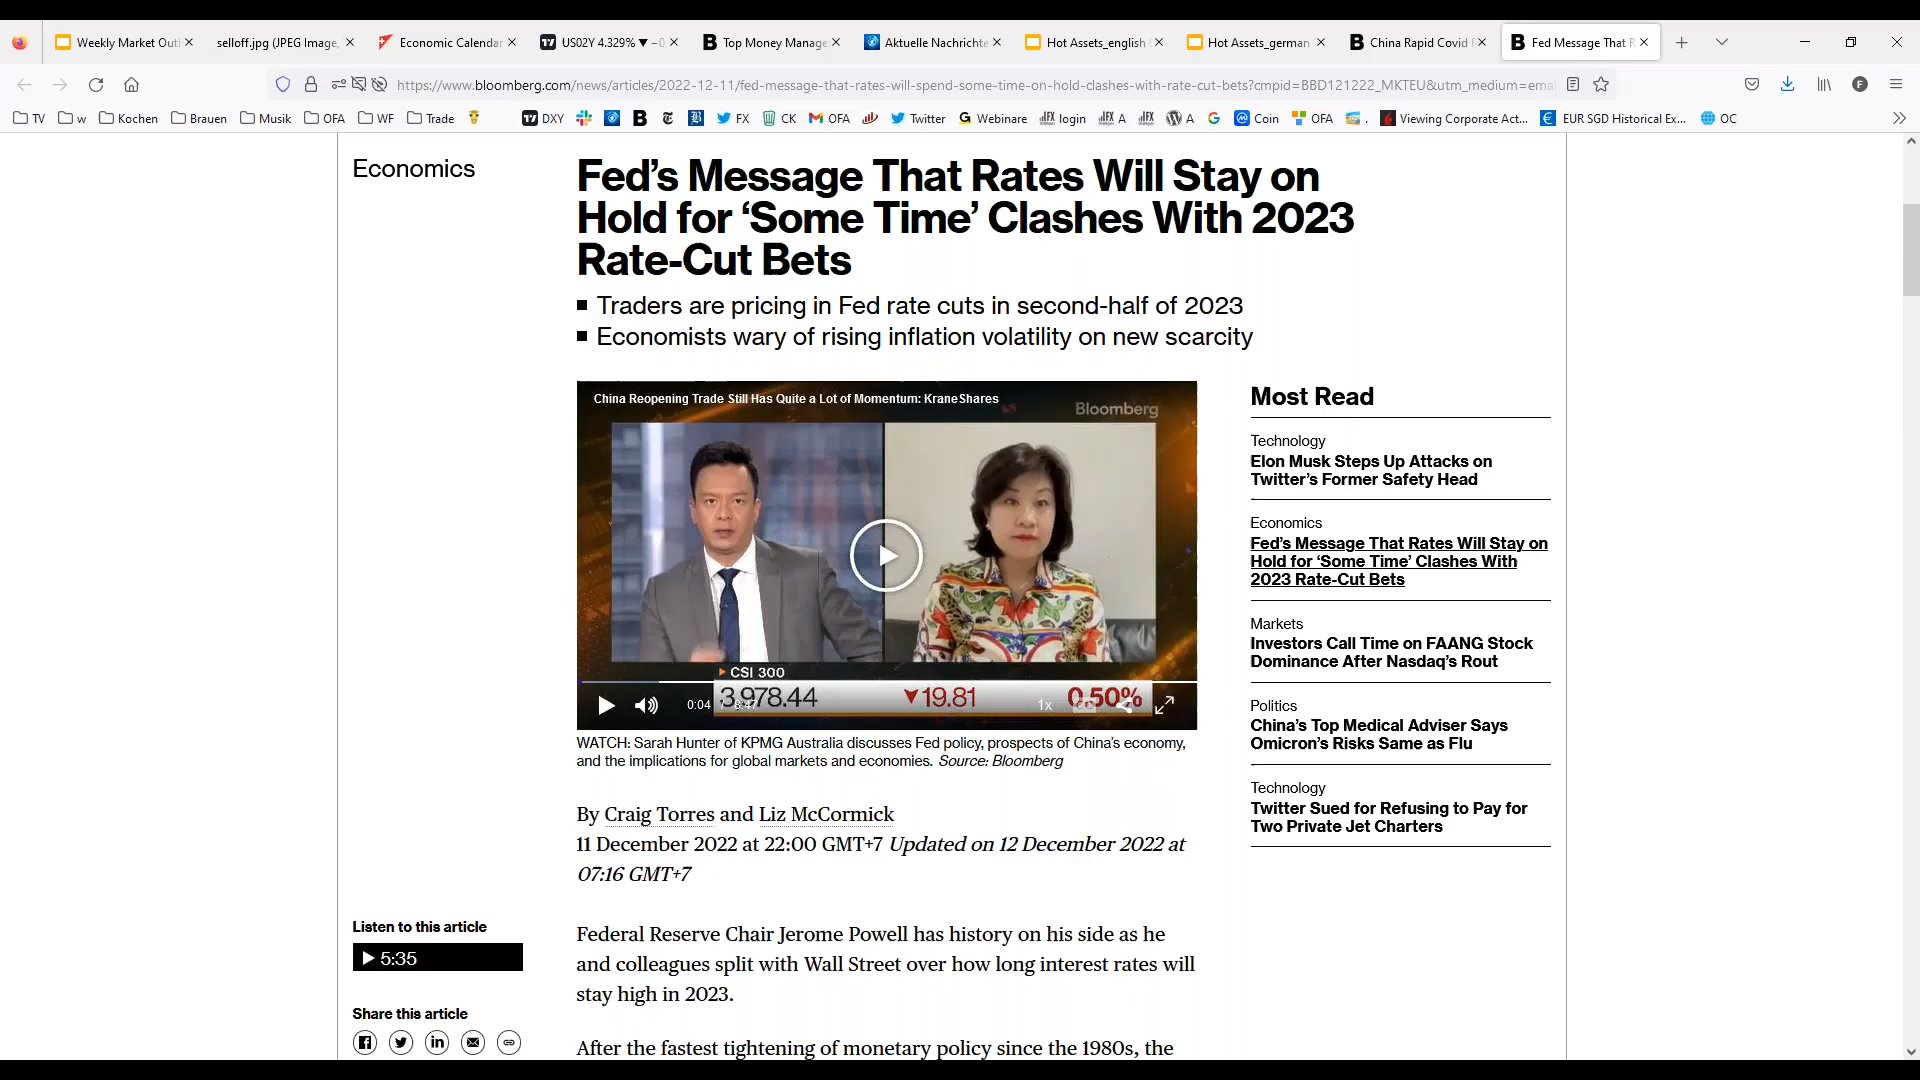 Weekly Market Outl
selloff.jpg (JPEG Image,
Economic Calendar
US02Y 4.329% ▼ −0
Top Money Manage
Aktuelle Nachrichte
Hot Assets_english
Hot Assets_german
China Rapid Covid
Fed Message That R
https://www.bloomberg.com/news/articles/2022-12-11/fed-message-that-rates-will-spend-some-time-on-hold-clashes-with-rate-cut-bets?cmpid=BBD121222_MKTEU&utm_medium=ema
TV w Kochen Brauen Musik OFA WF Trade DXY FX CK OFA Twitter Webinare login A A Coin OFA . Viewing Corporate Act... EUR SGD Historical Ex... OC
Economics
Fed’s Message That Rates Will Stay on
Hold for ‘Some Time’ Clashes With 2023
Rate-Cut Bets
Traders are pricing in Fed rate cuts in second-half of 2023
Economists wary of rising inflation volatility on new scarcity
China Reopening Trade Still Has Quite a Lot of Momentum: KraneShares
Bloomberg
CSI 300
3,978.44 ▼19.81 0.50%
0:04 / 8:47 1x
WATCH: Sarah Hunter of KPMG Australia discusses Fed policy, prospects of China’s economy,
and the implications for global markets and economies. Source: Bloomberg
By Craig Torres and Liz McCormick
11 December 2022 at 22:00 GMT+7 Updated on 12 December 2022 at
07:16 GMT+7
Listen to this article
5:35
Share this article
Federal Reserve Chair Jerome Powell has history on his side as he
and colleagues split with Wall Street over how long interest rates will
stay high in 2023.
After the fastest tightening of monetary policy since the 1980s, the
Most Read
Technology
Elon Musk Steps Up Attacks on
Twitter’s Former Safety Head
Economics
Fed’s Message That Rates Will Stay on
Hold for ‘Some Time’ Clashes With
2023 Rate-Cut Bets
Markets
Investors Call Time on FAANG Stock
Dominance After Nasdaq’s Rout
Politics
China’s Top Medical Adviser Says
Omicron’s Risks Same as Flu
Technology
Twitter Sued for Refusing to Pay for
Two Private Jet Charters